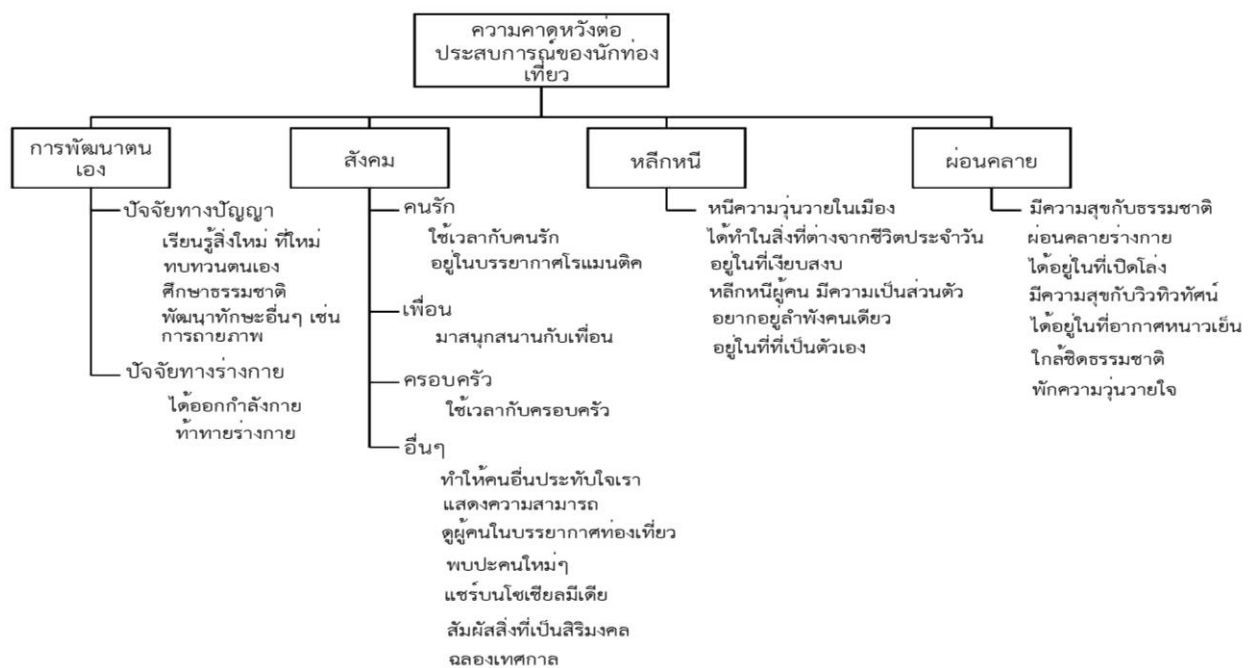 ความคาดหวังต่อ
ประสบการณ์ของนักท่อง
เที่ยว
การพัฒนาตน
เอง
สังคม
หลีกหนี
ผ่อนคลาย
ปัจจัยทางปัญญา
เรียนรู้สิ่งใหม่ ที่ใหม่
ทบทวนตนเอง
ศึกษาธรรมชาติ
พัฒนาทักษะอื่นๆ เช่น
การถ่ายภาพ
ปัจจัยทางร่างกาย
ได้ออกกำลังกาย
ท้าทายร่างกาย
คนรัก
ใช้เวลากับคนรัก
อยู่ในบรรยากาศโรแมนติค
เพื่อน
มาสนุกสนานกับเพื่อน
ครอบครัว
ใช้เวลากับครอบครัว
อื่นๆ
ทำให้คนอื่นประทับใจเรา
แสดงความสามารถ
ดูผู้คนในบรรยากาศท่องเที่ยว
พบปะคนใหม่ๆ
แชร์บนโซเชียลมีเดีย
สัมผัสสิ่งที่เป็นสิริมงคล
ฉลองเทศกาล
หนีความวุ่นวายในเมือง
ได้ทำในสิ่งที่ต่างจากชีวิตประจำวัน
อยู่ในที่เงียบสงบ
หลีกหนีผู้คน มีความเป็นส่วนตัว
อยากอยู่ลำพังคนเดียว
อยู่ในที่ที่เป็นตัวเอง
มีความสุขกับธรรมชาติ
ผ่อนคลายร่างกาย
ได้อยู่ในที่เปิดโล่ง
มีความสุขกับวิวทิวทัศน์
ได้อยู่ในที่อากาศหนาวเย็น
ใกล้ชิดธรรมชาติ
พักความวุ่นวายใจ